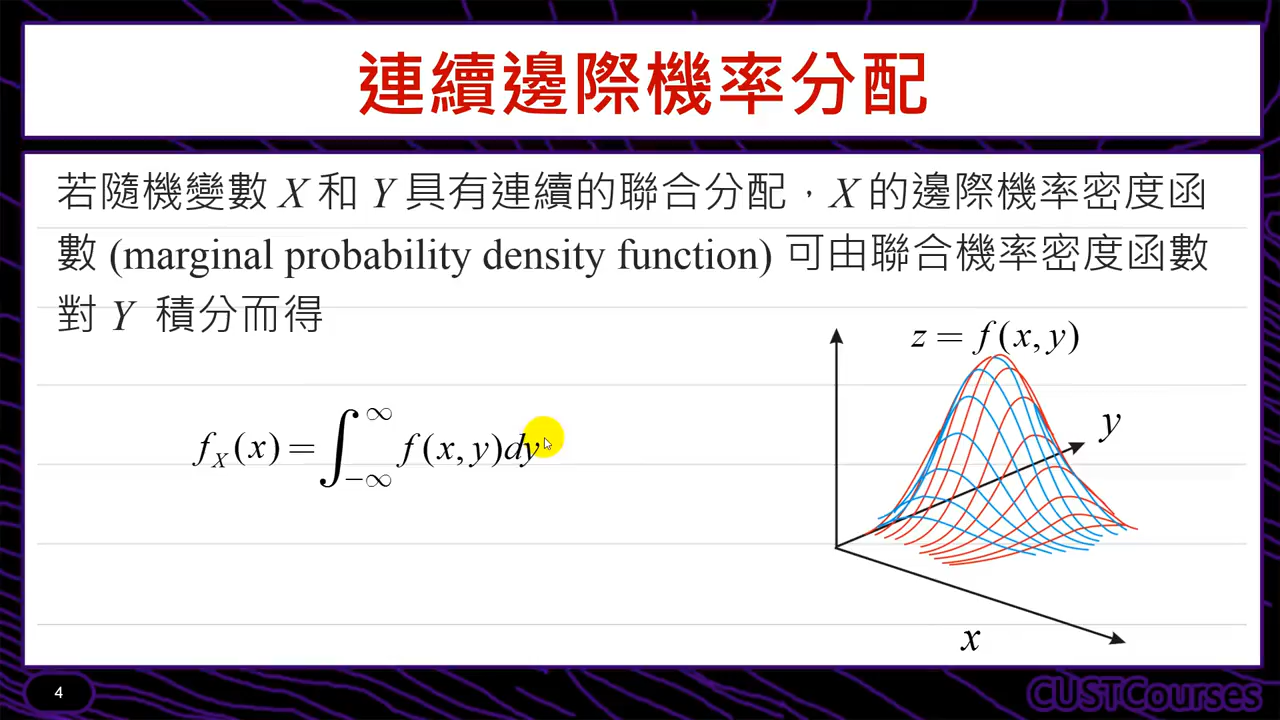 連續邊際機率分配
若隨機變數 X 和 Y 具有連續的聯合分配，X 的邊際機率密度函
數 (marginal probability density function) 可由聯合機率密度函數
對 Y 積分而得
z = f(x, y)
f_X(x) = ∫_{-∞}^{∞} f(x, y)dy
y
x
4
CUSTCourses